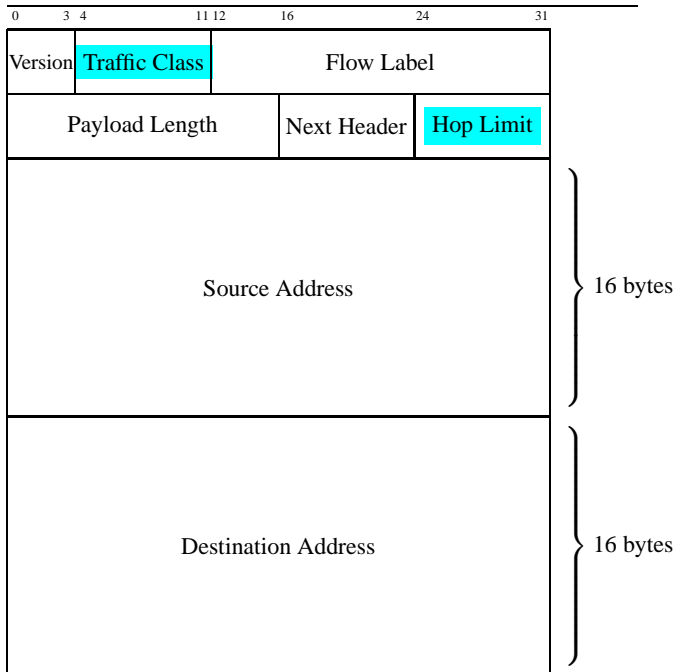 0 3 4 11 12 16 24 31
Version Traffic Class Flow Label
Payload Length Next Header Hop Limit
Source Address 16 bytes
Destination Address 16 bytes